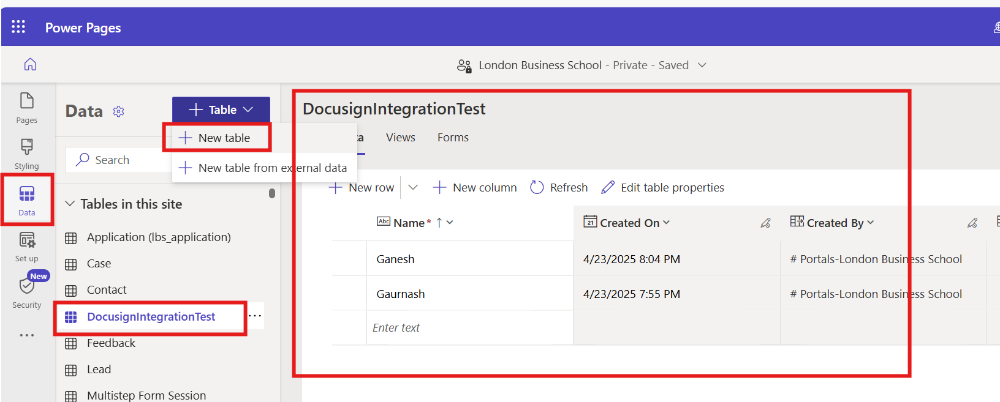 Power Pages
London Business School - Private - Saved
Pages
Styling
Data
Set up
New
Security
Data
Table
New table
New table from external data
Search
Tables in this site
Application (lbs_application)
Case
Contact
DocusignIntegrationTest
Feedback
Lead
Multistep Form Session
DocusignIntegrationTest
a Views Forms
New row New column Refresh Edit table properties
Abc Name * ↑ 21 Created On Created By
Ganesh 4/23/2025 8:04 PM # Portals-London Business School
Gaurnash 4/23/2025 7:55 PM # Portals-London Business School
Enter text